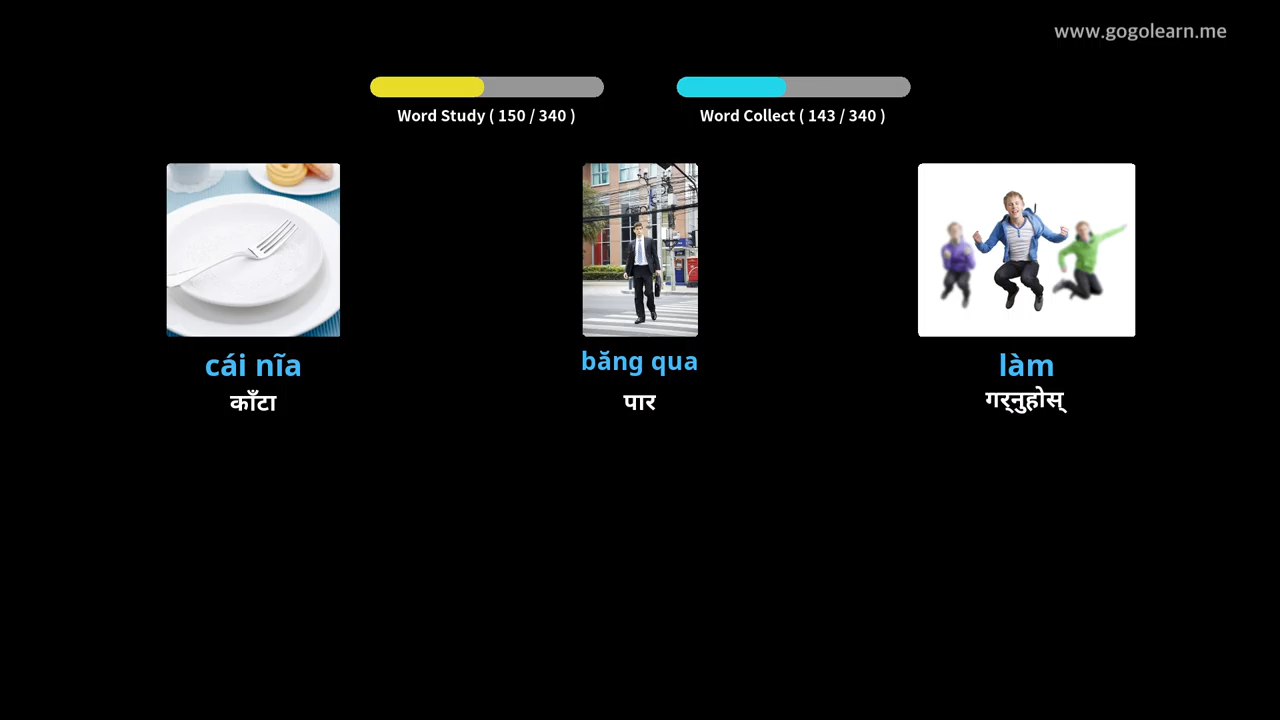 www.gogolearn.me
Word Study ( 150 / 340 )
Word Collect ( 143 / 340 )
cái nĩa
băng qua
làm
काँटा
पार
गर्नुहोस्